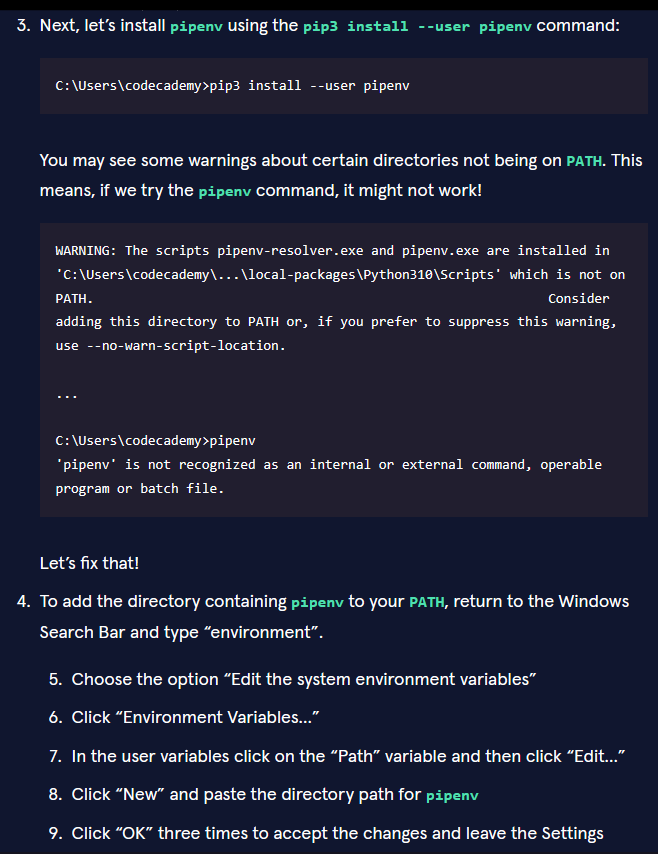 3. Next, let’s install pipenv using the pip3 install --user pipenv command:
C:\Users\codecademy>pip3 install --user pipenv
You may see some warnings about certain directories not being on PATH. This
means, if we try the pipenv command, it might not work!
WARNING: The scripts pipenv-resolver.exe and pipenv.exe are installed in
'C:\Users\codecademy\...\local-packages\Python310\Scripts' which is not on
PATH. Consider
adding this directory to PATH or, if you prefer to suppress this warning,
use --no-warn-script-location.
...
C:\Users\codecademy>pipenv
'pipenv' is not recognized as an internal or external command, operable
program or batch file.
Let’s fix that!
4. To add the directory containing pipenv to your PATH, return to the Windows
Search Bar and type “environment”.
5. Choose the option “Edit the system environment variables”
6. Click “Environment Variables...”
7. In the user variables click on the “Path” variable and then click “Edit...”
8. Click “New” and paste the directory path for pipenv
9. Click “OK” three times to accept the changes and leave the Settings